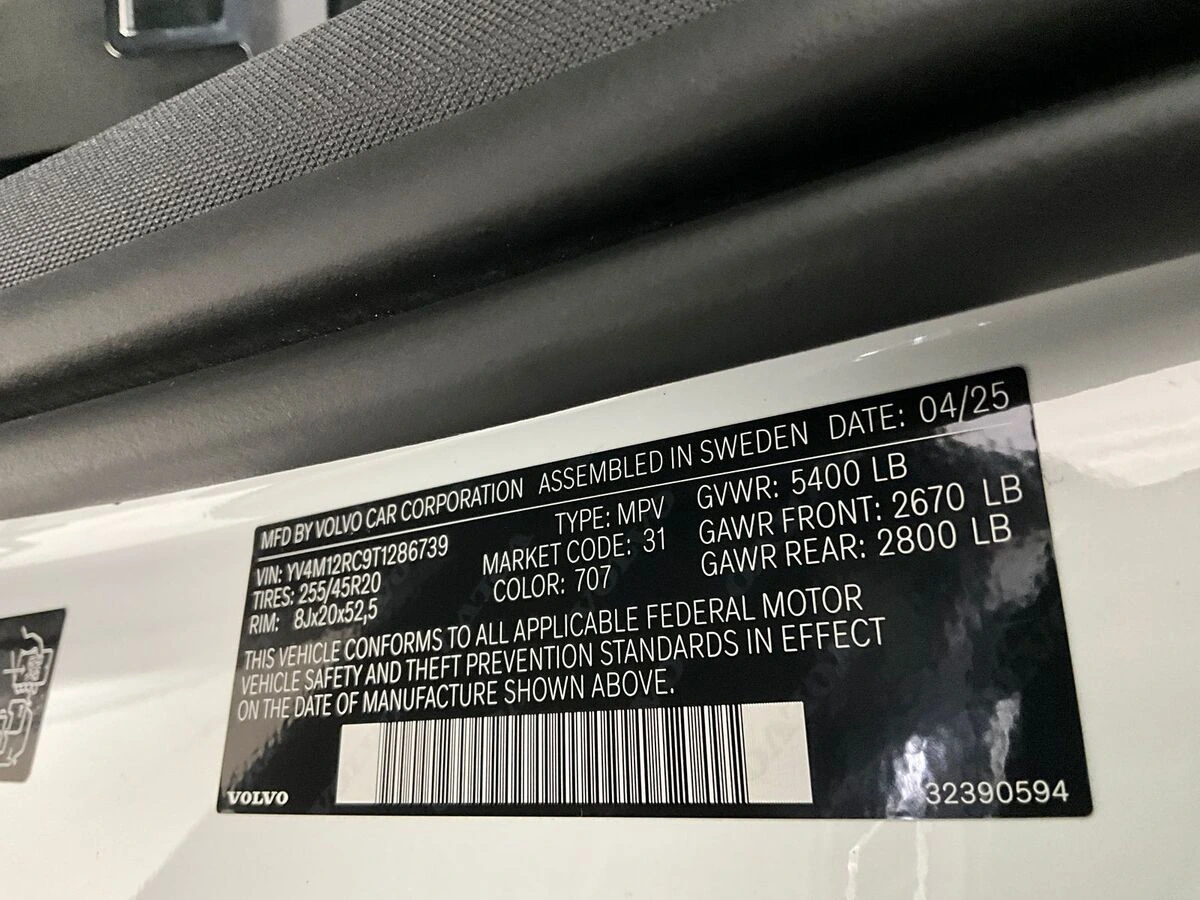 MFD BY VOLVO CAR CORPORATION ASSEMBLED IN SWEDEN DATE: 04/25
VIN: YV4M12RC9T1286739 TYPE: MPV GVWR: 5400 LB
TIRES: 255/45R20 MARKET CODE: 31 GAWR FRONT: 2670 LB
RIM: 8Jx20x52,5 COLOR: 707 GAWR REAR: 2800 LB
THIS VEHICLE CONFORMS TO ALL APPLICABLE FEDERAL MOTOR
VEHICLE SAFETY AND THEFT PREVENTION STANDARDS IN EFFECT
ON THE DATE OF MANUFACTURE SHOWN ABOVE.
VOLVO 32390594